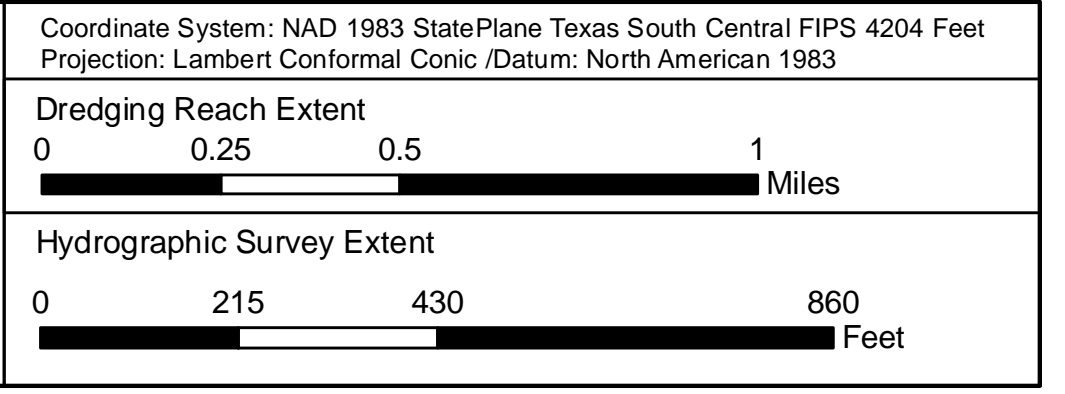 Coordinate System: NAD 1983 StatePlane Texas South Central FIPS 4204 Feet
Projection: Lambert Conformal Conic /Datum: North American 1983
Dredging Reach Extent
0 0.25 0.5 1
Miles
Hydrographic Survey Extent
0 215 430 860
Feet